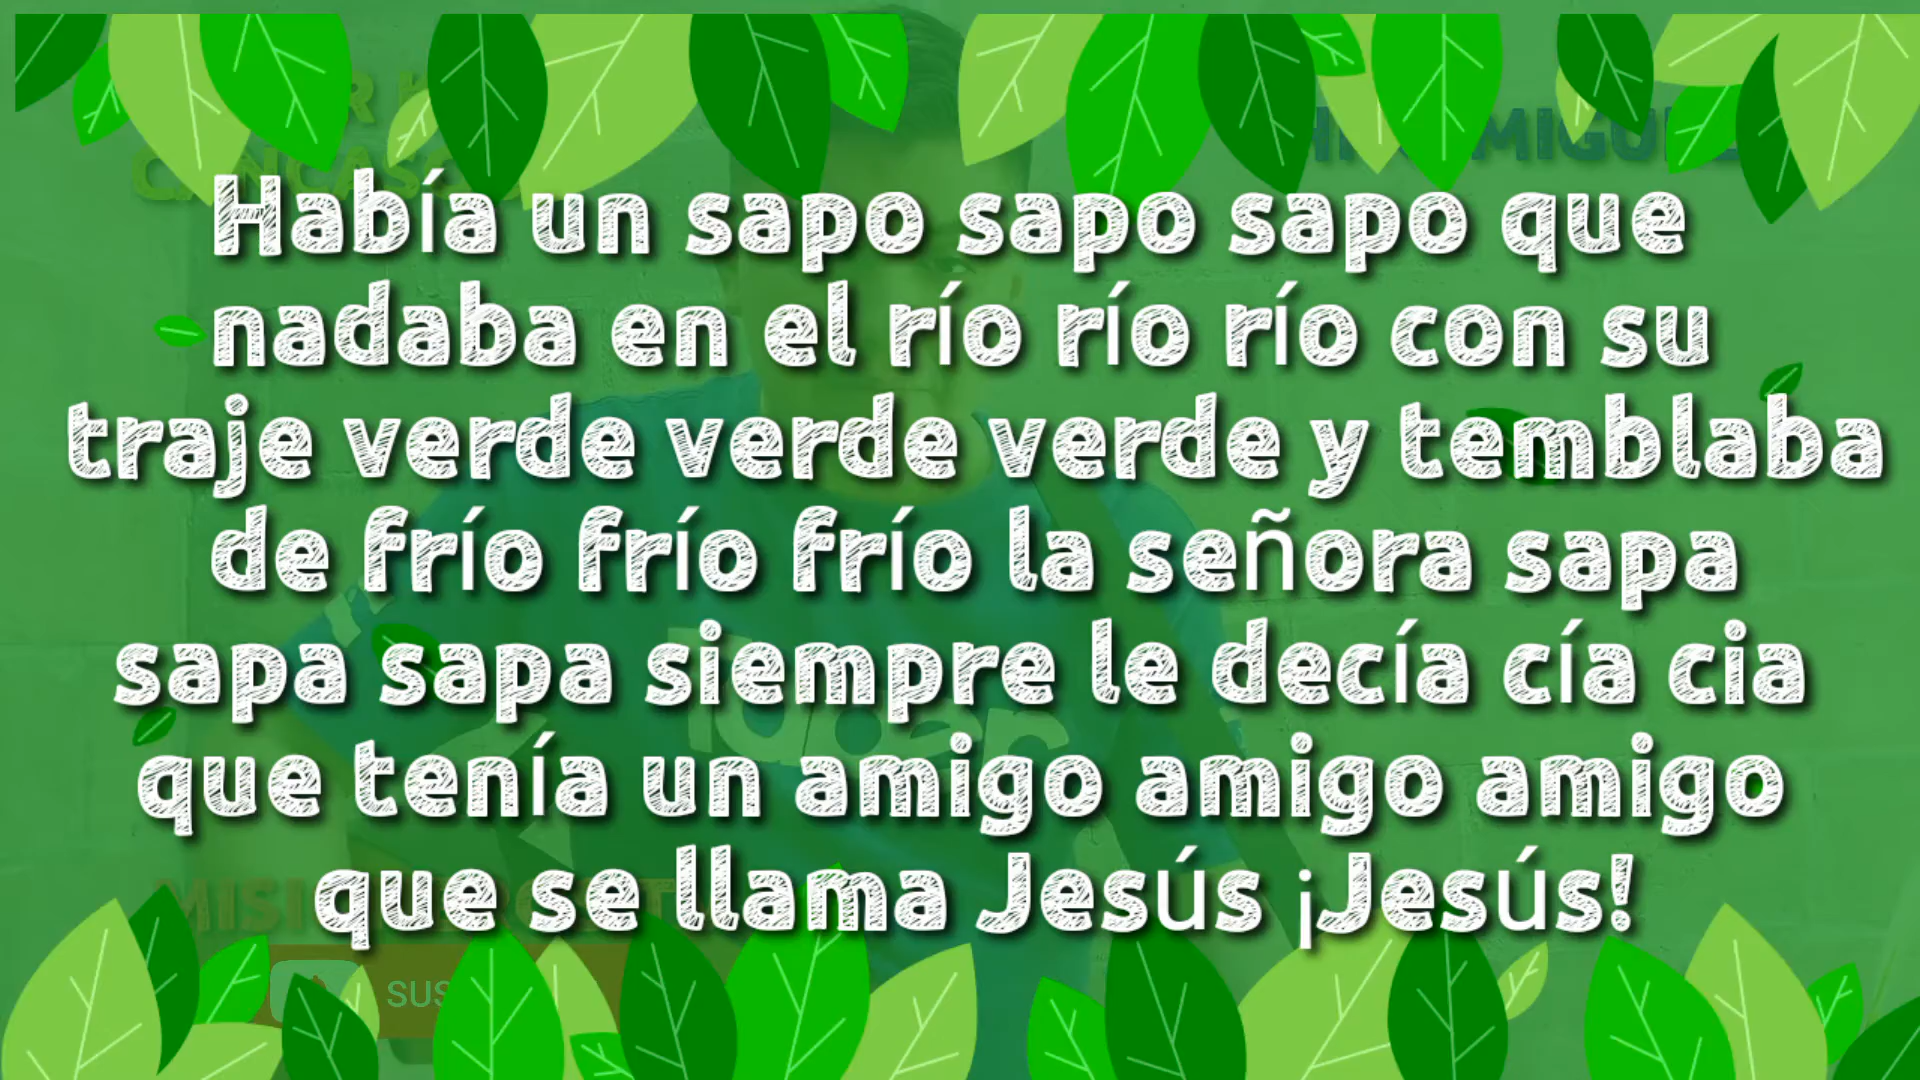 Había un sapo sapo sapo que
nadaba en el río río río con su
traje verde verde verde y temblaba
de frío frío frío la señora sapa
sapa sapa siempre le decía cía cia
que tenía un amigo amigo amigo
que se llama Jesús ¡Jesús!